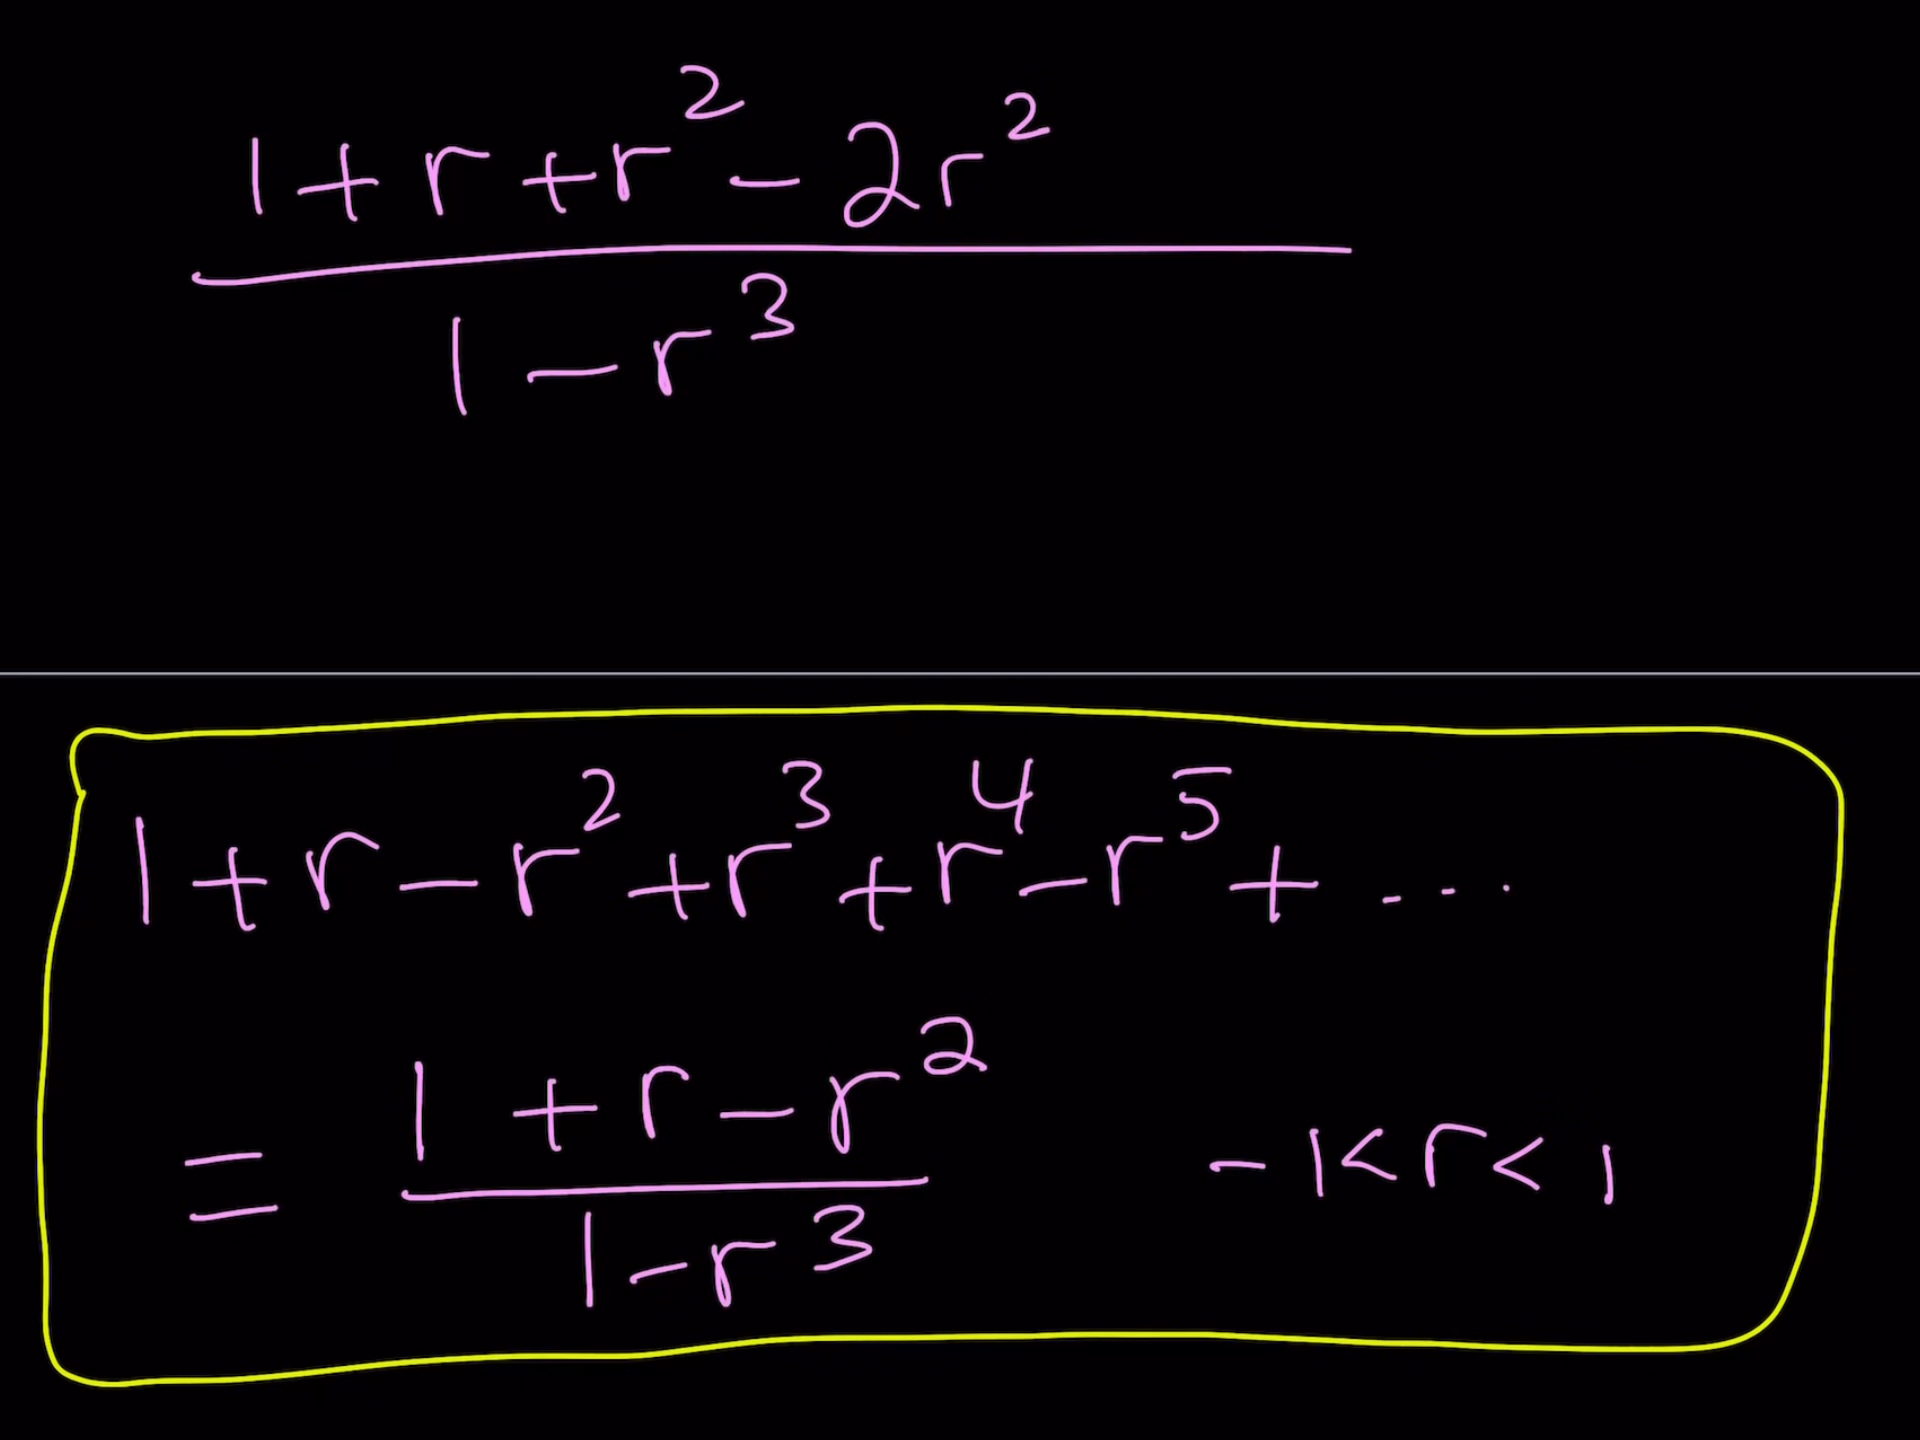 1 + r + r² - 2r²
1 - r³
1 + r - r² + r³ + r⁴ - r⁵ + ...
= 1 + r - r² -1 < r < 1
1 - r³